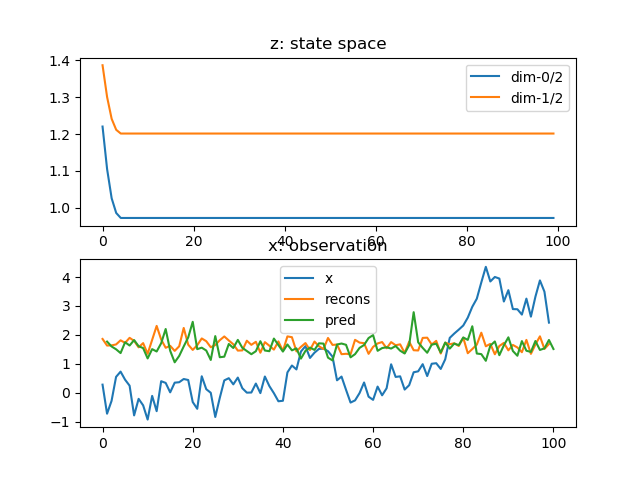 z: state space
1.4
1.3
1.2
1.1
1.0
dim-0/2
dim-1/2
0 20 40 60 80 100
x: observation
4
3
2
1
0
−1
x
recons
pred
0 20 40 60 80 100